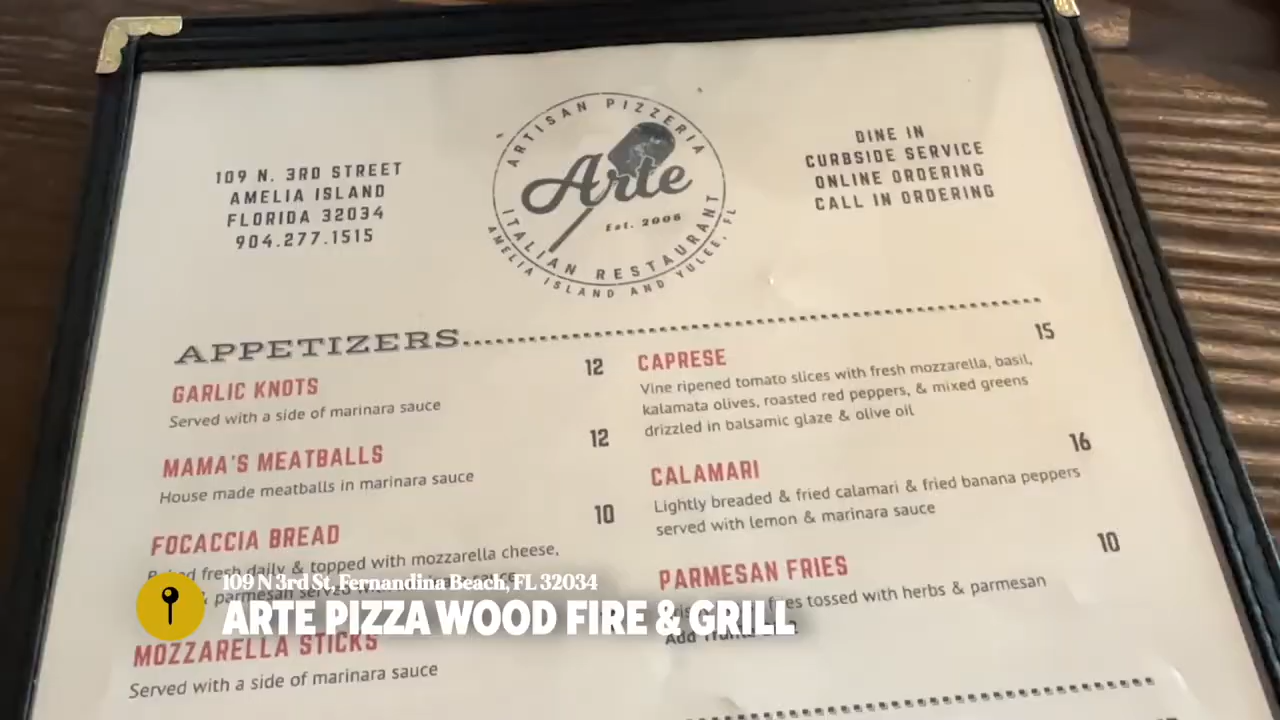 109 N. 3RD STREET
AMELIA ISLAND
FLORIDA 32034
904.277.1515
ARTISAN PIZZERIA
Arte
Est. 2006
ITALIAN RESTAURANT
AMELIA ISLAND AND YULEE, FL
DINE IN
CURBSIDE SERVICE
ONLINE ORDERING
CALL IN ORDERING
APPETIZERS
GARLIC KNOTS 12
Served with a side of marinara sauce
MAMA'S MEATBALLS 12
House made meatballs in marinara sauce
FOCACCIA BREAD 10
fresh daily & topped with mozzarella cheese,
& parmesan served
MOZZARELLA STICKS
Served with a side of marinara sauce
CAPRESE 15
Vine ripened tomato slices with fresh mozzarella, basil,
kalamata olives, roasted red peppers, & mixed greens
drizzled in balsamic glaze & olive oil
CALAMARI 16
Lightly breaded & fried calamari & fried banana peppers
served with lemon & marinara sauce
PARMESAN FRIES 10
fries tossed with herbs & parmesan
Add
109 N 3rd St, Fernandina Beach, FL 32034
ARTE PIZZA WOOD FIRE & GRILL